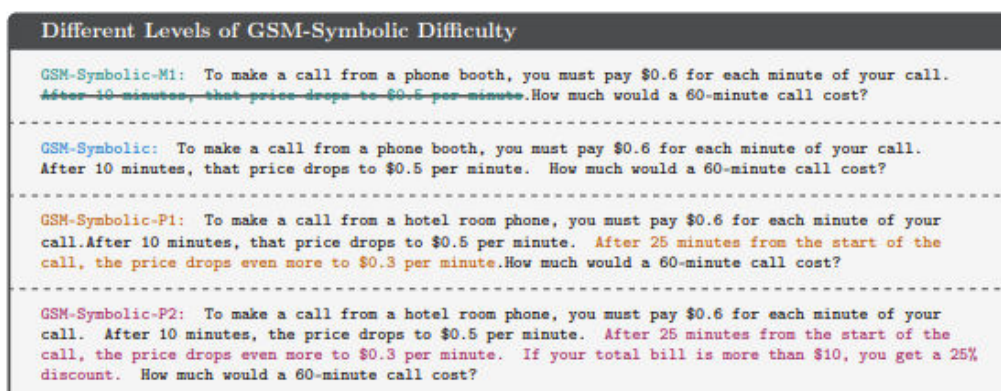 Different Levels of GSM-Symbolic Difficulty
GSM-Symbolic-M1: To make a call from a phone booth, you must pay $0.6 for each minute of your call.
After 10 minutes, that price drops to $0.5 per minute.How much would a 60-minute call cost?
GSM-Symbolic: To make a call from a phone booth, you must pay $0.6 for each minute of your call.
After 10 minutes, that price drops to $0.5 per minute. How much would a 60-minute call cost?
GSM-Symbolic-P1: To make a call from a hotel room phone, you must pay $0.6 for each minute of your
call.After 10 minutes, that price drops to $0.5 per minute. After 25 minutes from the start of the
call, the price drops even more to $0.3 per minute.How much would a 60-minute call cost?
GSM-Symbolic-P2: To make a call from a hotel room phone, you must pay $0.6 for each minute of your
call. After 10 minutes, the price drops to $0.5 per minute. After 25 minutes from the start of the
call, the price drops even more to $0.3 per minute. If your total bill is more than $10, you get a 25%
discount. How much would a 60-minute call cost?